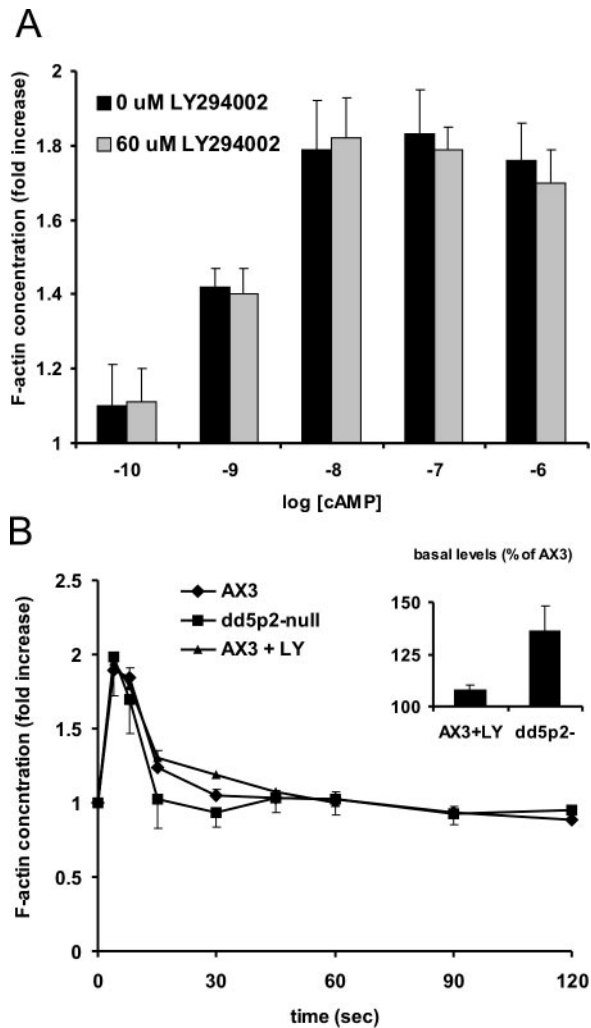 A
F-actin concentration (fold increase)
2
1.8
1.6
1.4
1.2
1
0 uM LY294002
60 uM LY294002
-10 -9 -8 -7 -6
log [cAMP]
B
F-actin concntration (fold increase)
2.5
2
1.5
1
0.5
0
AX3
dd5p2-null
AX3 + LY
basal levels (% of AX3)
150
125
100
AX3+LY dd5p2-
0 30 60 90 120
time (sec)